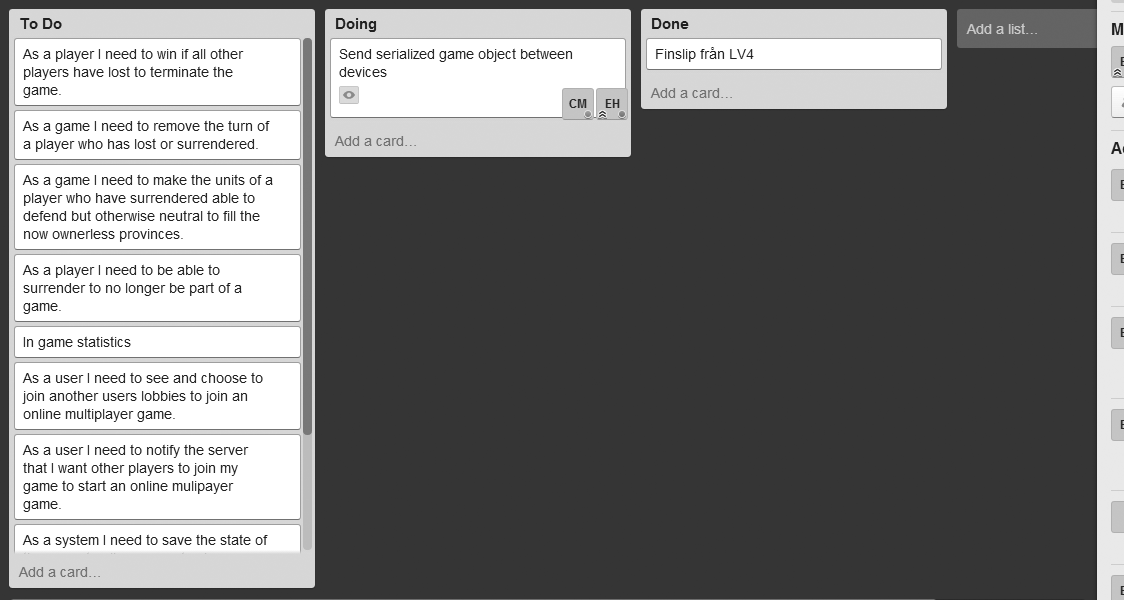 To Do
As a player I need to win if all other
players have lost to terminate the
game.
As a game I need to remove the turn of
a player who has lost or surrendered.
As a game I need to make the units of a
player who have surrendered able to
defend but otherwise neutral to fill the
now ownerless provinces.
As a player I need to be able to
surrender to no longer be part of a
game.
In game statistics
As a user I need to see and choose to
join another users lobbies to join an
online multiplayer game.
As a user I need to notify the server
that I want other players to join my
game to start an online mulipayer
game.
As a system I need to save the state of
Add a card…
Doing
Send serialized game object between
devices
CM EH
Add a card…
Done
Finslip från LV4
Add a card…
Add a list…